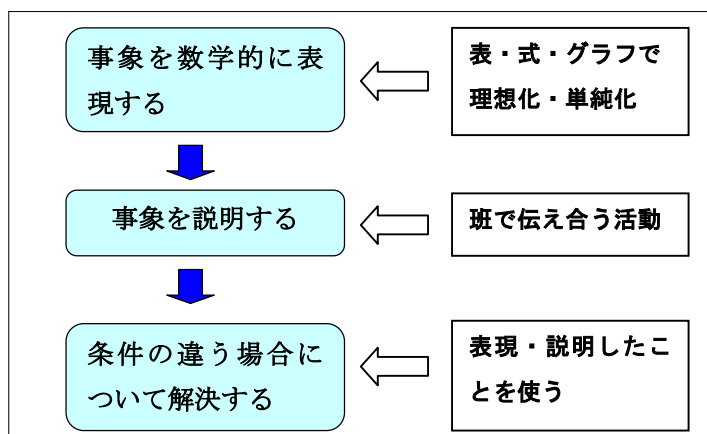 事象を数学的に表
現する
表・式・グラフで
理想化・単純化
事象を説明する
班で伝え合う活動
条件の違う場合に
ついて解決する
表現・説明したこ
とを使う